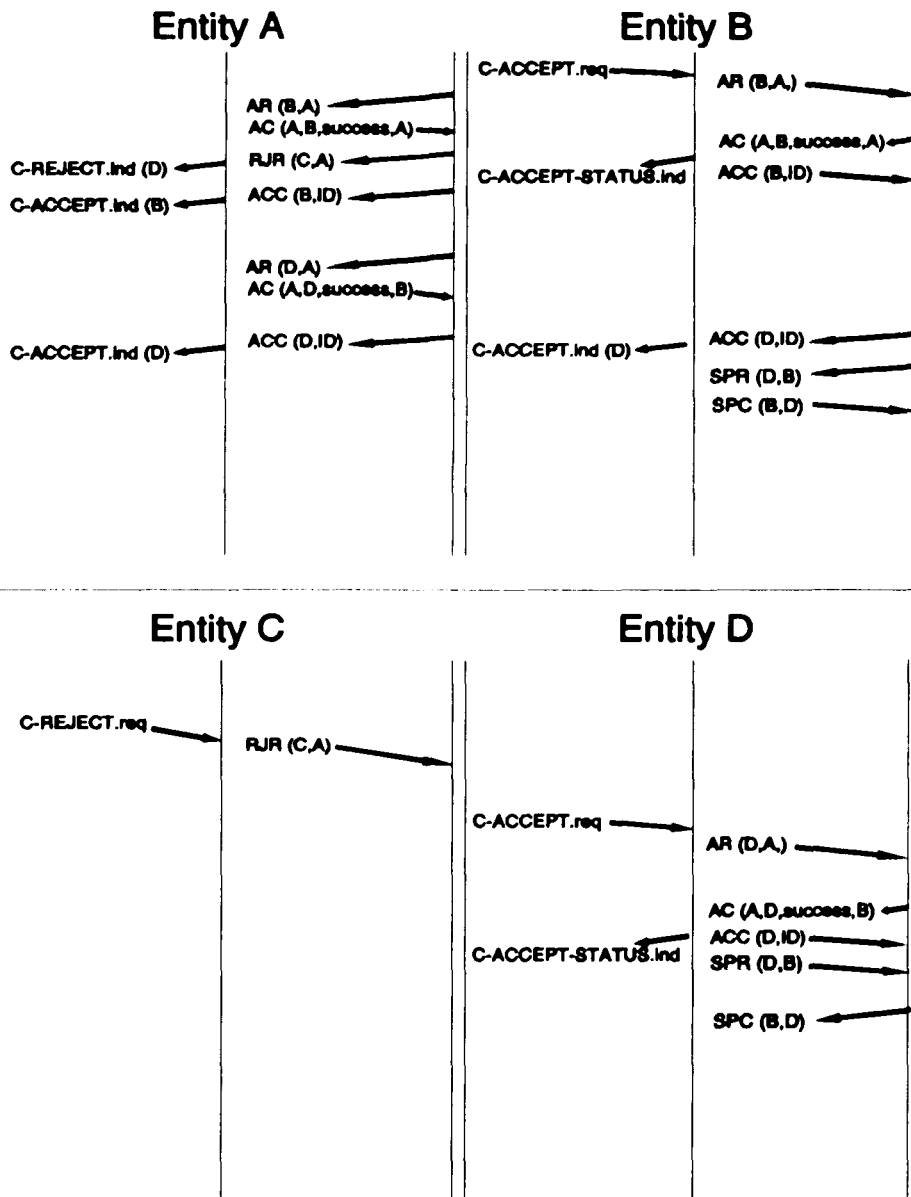 Entity A
AR (B,A)
AC (A,B,success,A)
RJR (C,A)
C-REJECT.ind (D)
ACC (B,ID)
C-ACCEPT.ind (B)
AR (D,A)
AC (A,D,success,B)
ACC (D,ID)
C-ACCEPT.ind (D)
Entity B
C-ACCEPT.req
AR (B,A,)
AC (A,B,success,A)
C-ACCEPT-STATUS.ind
ACC (B,ID)
ACC (D,ID)
C-ACCEPT.ind (D)
SPR (D,B)
SPC (B,D)
Entity C
C-REJECT.req
RJR (C,A)
Entity D
C-ACCEPT.req
AR (D,A,)
AC (A,D,success,B)
ACC (D,ID)
C-ACCEPT-STATUS.ind
SPR (D,B)
SPC (B,D)